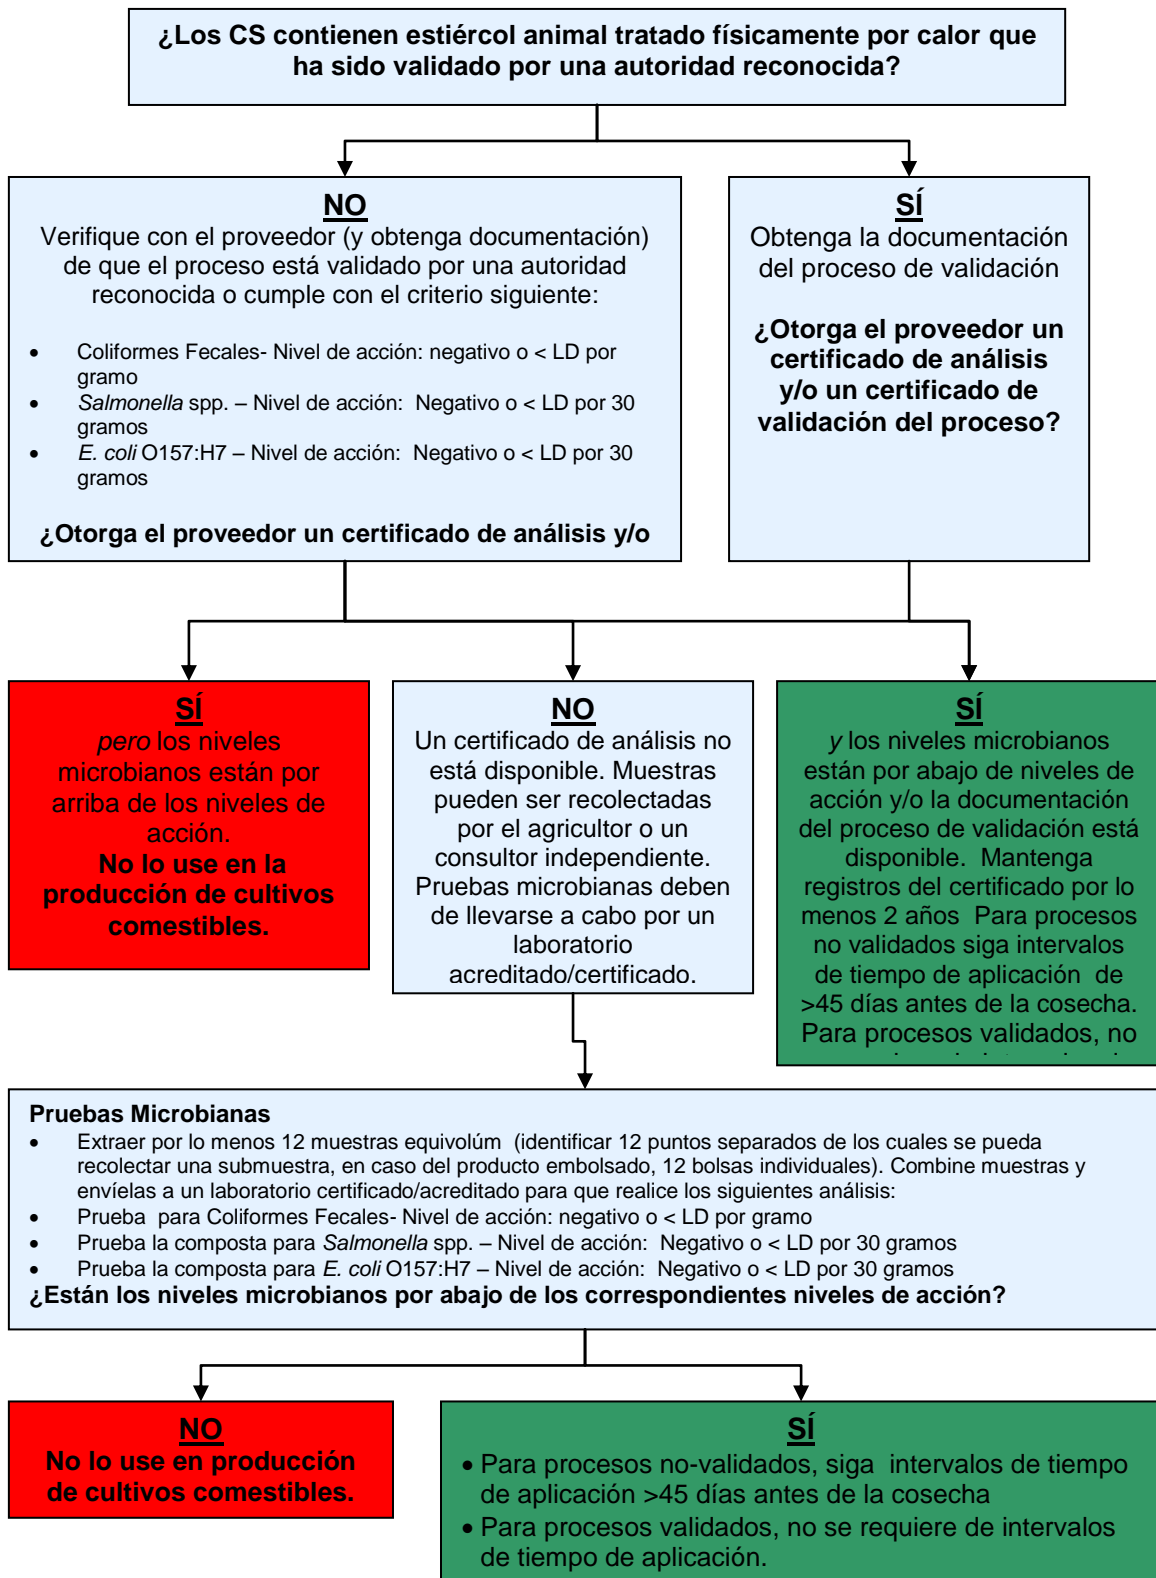 ¿Los CS contienen estiércol animal tratado físicamente por calor que
ha sido validado por una autoridad reconocida?
NO
Verifique con el proveedor (y obtenga documentación)
de que el proceso está validado por una autoridad
reconocida o cumple con el criterio siguiente:
• Coliformes Fecales- Nivel de acción: negativo o < LD por
gramo
• Salmonella spp. – Nivel de acción: Negativo o < LD por 30
gramos
• E. coli O157:H7 – Nivel de acción: Negativo o < LD por 30
gramos
¿Otorga el proveedor un certificado de análisis y/o
SÍ
Obtenga la documentación
del proceso de validación
¿Otorga el proveedor un
certificado de análisis
y/o un certificado de
validación del proceso?
SÍ
pero los niveles
microbianos están por
arriba de los niveles de
acción.
No lo use en la
producción de cultivos
comestibles.
NO
Un certificado de análisis no
está disponible. Muestras
pueden ser recolectadas
por el agricultor o un
consultor independiente.
Pruebas microbianas deben
de llevarse a cabo por un
laboratorio
acreditado/certificado.
SÍ
y los niveles microbianos
están por abajo de niveles de
acción y/o la documentación
del proceso de validación está
disponible. Mantenga
registros del certificado por lo
menos 2 años Para procesos
no validados siga intervalos
de tiempo de aplicación de
>45 días antes de la cosecha.
Para procesos validados, no
Pruebas Microbianas
• Extraer por lo menos 12 muestras equivolúm (identificar 12 puntos separados de los cuales se pueda
recolectar una submuestra, en caso del producto embolsado, 12 bolsas individuales). Combine muestras y
envíelas a un laboratorio certificado/acreditado para que realice los siguientes análisis:
• Prueba para Coliformes Fecales- Nivel de acción: negativo o < LD por gramo
• Prueba la composta para Salmonella spp. – Nivel de acción: Negativo o < LD por 30 gramos
• Prueba la composta para E. coli O157:H7 – Nivel de acción: Negativo o < LD por 30 gramos
¿Están los niveles microbianos por abajo de los correspondientes niveles de acción?
NO
No lo use en producción
de cultivos comestibles.
SÍ
• Para procesos no-validados, siga intervalos de tiempo
de aplicación >45 días antes de la cosecha
• Para procesos validados, no se requiere de intervalos
de tiempo de aplicación.